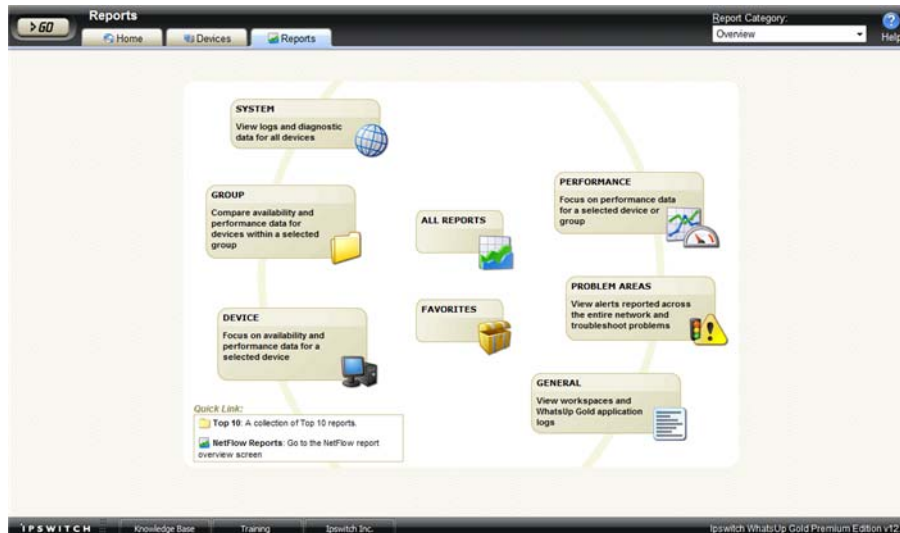 >GO
Reports
Home
Devices
Reports
Report Category:
Overview
Help
SYSTEM
View logs and diagnostic
data for all devices
GROUP
Compare availability and
performance data for
devices within a selected
group
DEVICE
Focus on availability and
performance data for a
selected device
ALL REPORTS
FAVORITES
PERFORMANCE
Focus on performance data
for a selected device or
group
PROBLEM AREAS
View alerts reported across
the entire network and
troubleshoot problems
GENERAL
View workspaces and
WhatsUp Gold application
logs
Quick Link:
Top 10: A collection of Top 10 reports.
NetFlow Reports: Go to the NetFlow report
overview screen
IPSWITCH
Knowledge Base
Training
Ipswitch Inc.
Ipswitch WhatsUp Gold Premium Edition v12